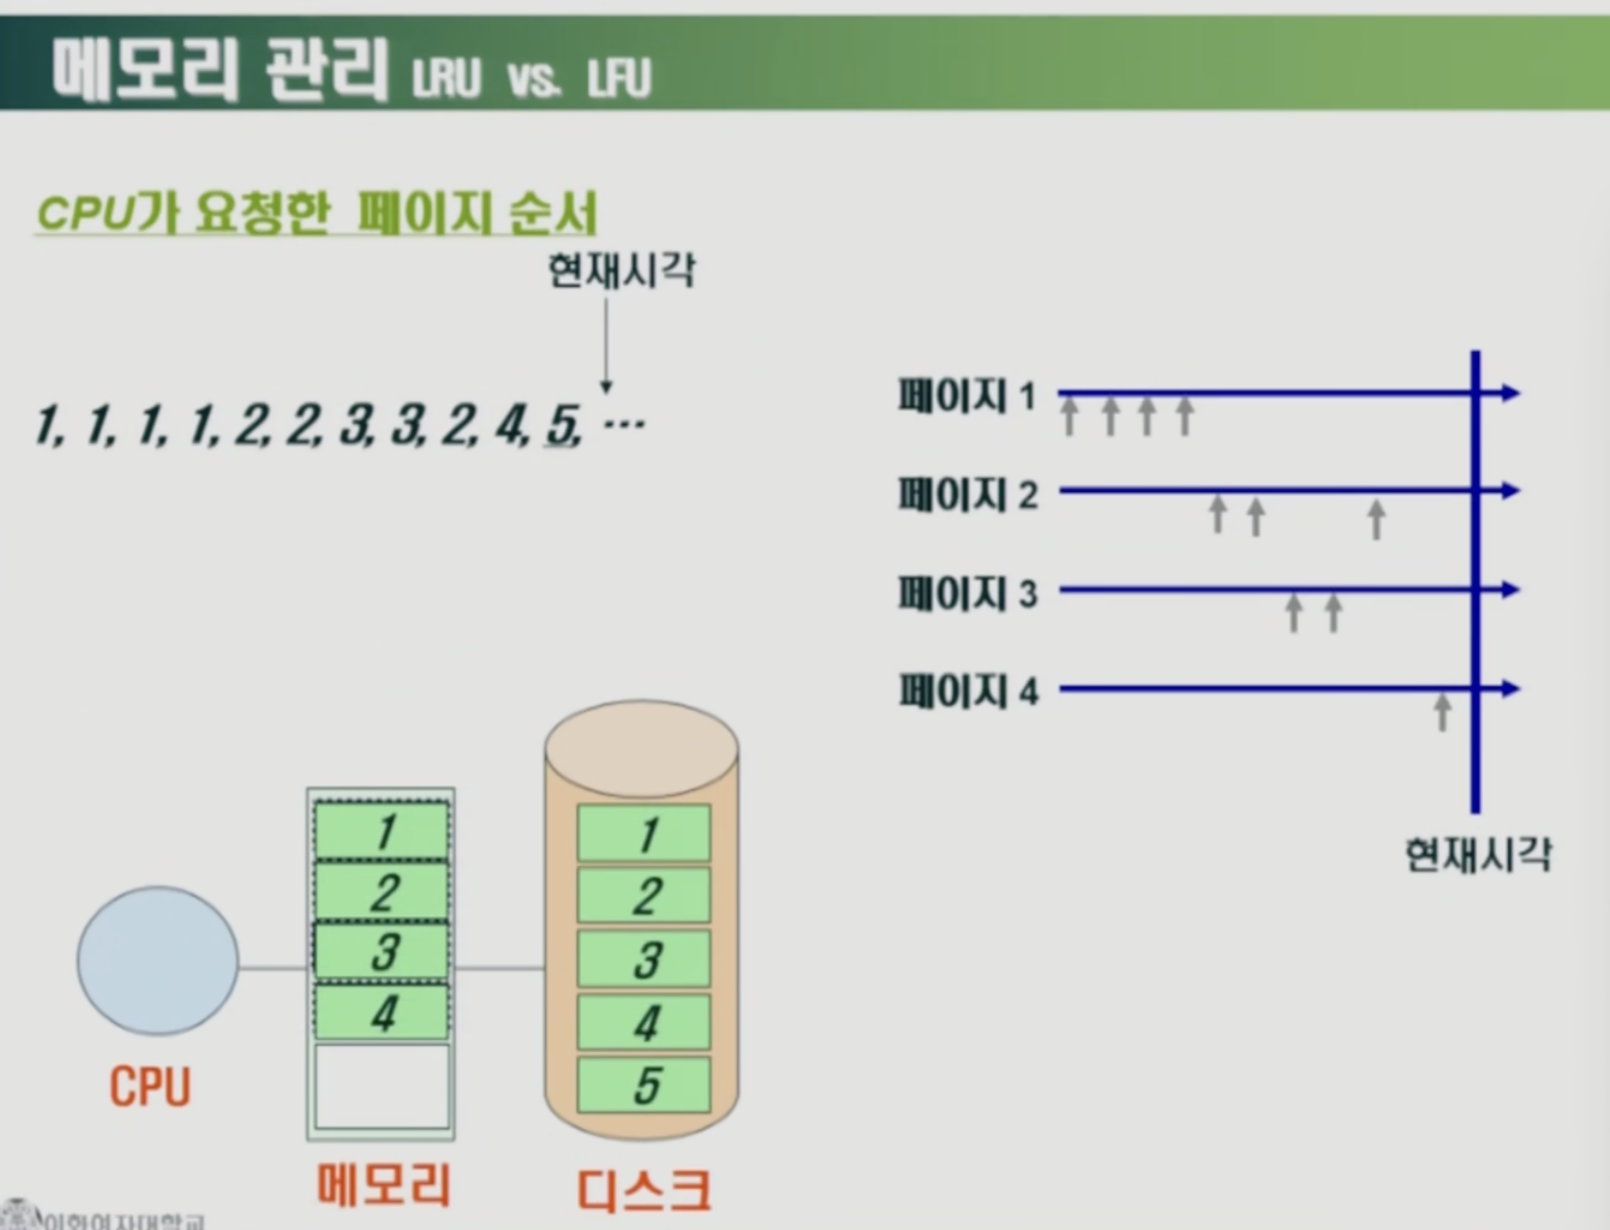 메모리 관리 LRU vs. LFU
CPU가 요청한 페이지 순서
현재시각
1, 1, 1, 1, 2, 2, 3, 3, 2, 4, 5, ...
페이지 1
페이지 2
페이지 3
페이지 4
현재시각
1
2
3
4
1
2
3
4
5
CPU
메모리
디스크
이화여자대학교